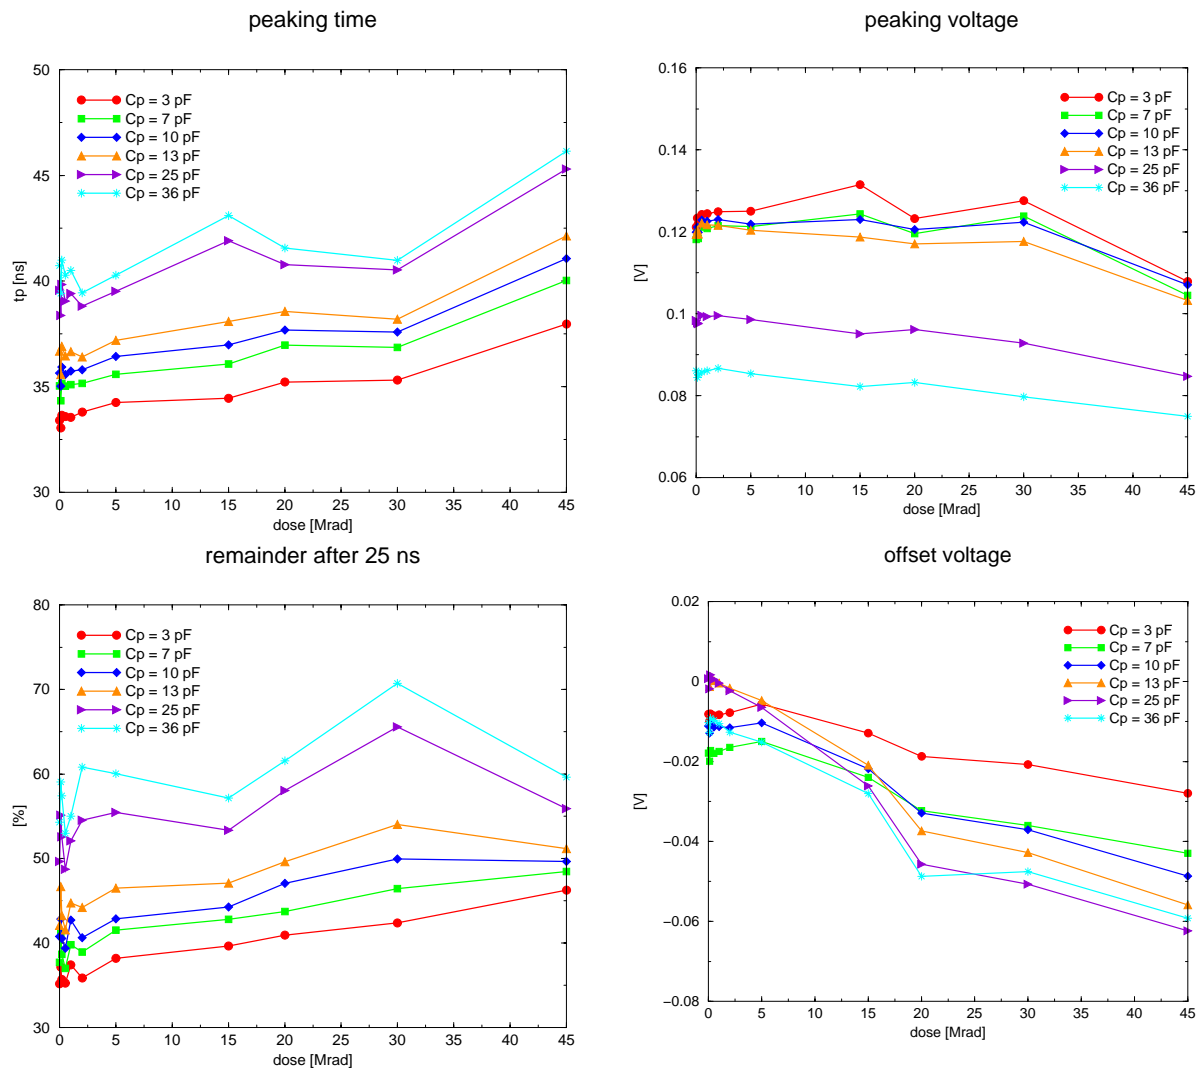 peaking time
50
45
40
35
30
tp [ns]
Cp = 3 pF
Cp = 7 pF
Cp = 10 pF
Cp = 13 pF
Cp = 25 pF
Cp = 36 pF
0 5 10 15 20 25 30 35 40 45
dose [Mrad]
peaking voltage
0.16
0.14
0.12
0.1
0.08
0.06
[V]
Cp = 3 pF
Cp = 7 pF
Cp = 10 pF
Cp = 13 pF
Cp = 25 pF
Cp = 36 pF
0 5 10 15 20 25 30 35 40 45
dose [Mrad]
remainder after 25 ns
80
70
60
50
40
30
[%]
Cp = 3 pF
Cp = 7 pF
Cp = 10 pF
Cp = 13 pF
Cp = 25 pF
Cp = 36 pF
0 5 10 15 20 25 30 35 40 45
dose [Mrad]
offset voltage
0.02
0
−0.02
−0.04
−0.06
−0.08
[V]
Cp = 3 pF
Cp = 7 pF
Cp = 10 pF
Cp = 13 pF
Cp = 25 pF
Cp = 36 pF
0 5 10 15 20 25 30 35 40 45
dose [Mrad]